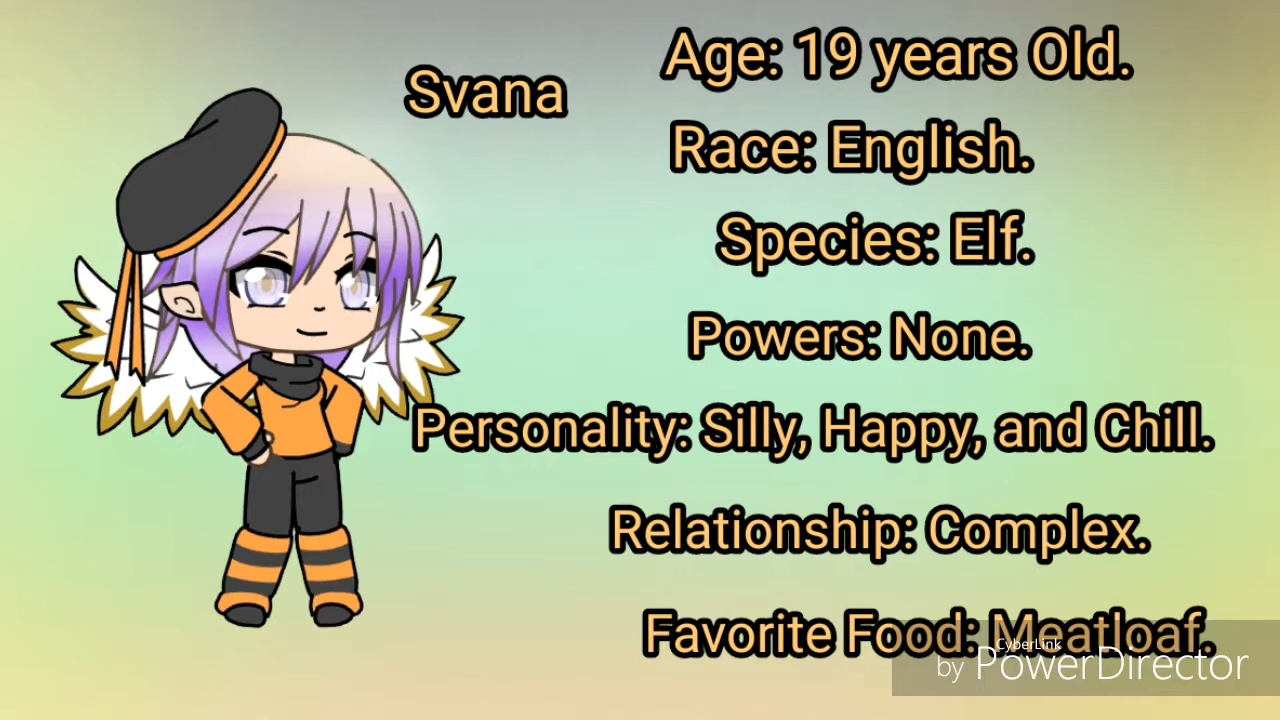 Svana
Age: 19 years Old.
Race: English.
Species: Elf.
Powers: None.
Personality: Silly, Happy, and Chill.
Relationship: Complex.
Favorite Food: Meatloaf.
CyberLink
by PowerDirector